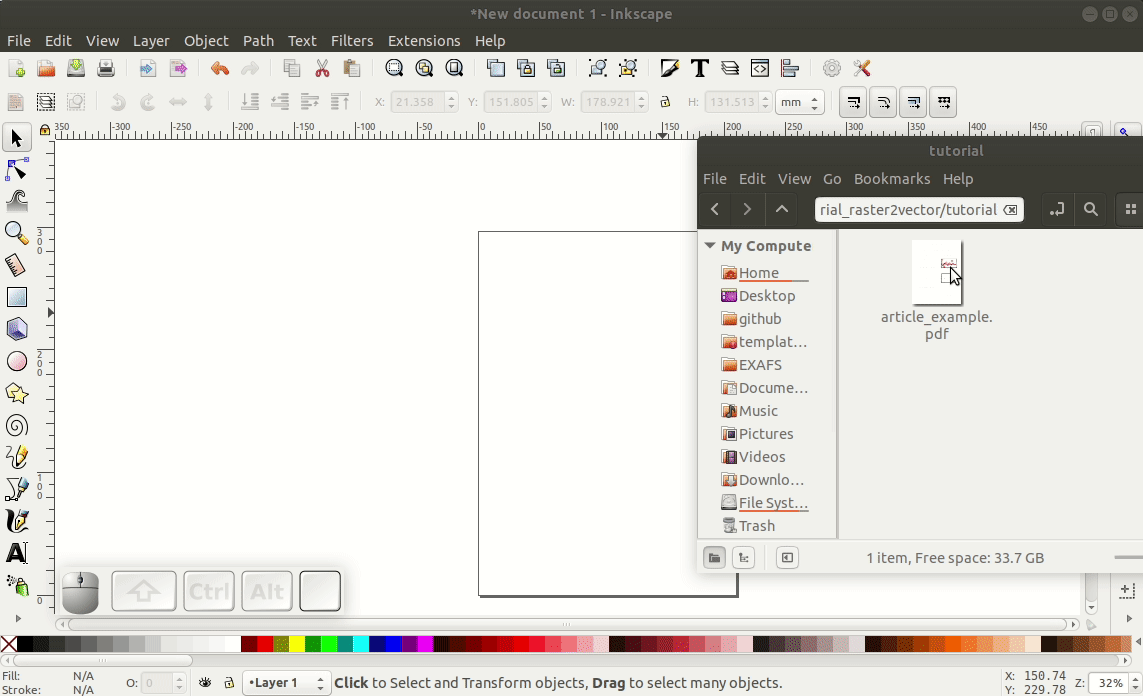 *New document 1 - Inkscape
File Edit View Layer Object Path Text Filters Extensions Help
X: 21.358 Y: 151.805 W: 178.921 H: 131.513 mm
350 -300 -250 -200 -150 -100 -50 0 50 100 150 200 250 300 350 400 450
tutorial
File Edit View Go Bookmarks Help
rial_raster2vector/tutorial
My Compute
Home
Desktop
github
templat...
EXAFS
Docume...
Music
Pictures
Videos
Downlo...
File Syst...
Trash
article_example.
pdf
1 item, Free space: 33.7 GB
300
200
100
0
Ctrl Alt
Fill: N/A
Stroke: N/A
O: 0
•Layer 1
Click to Select and Transform objects, Drag to select many objects.
X: 150.74
Y: 229.78
Z: 32%